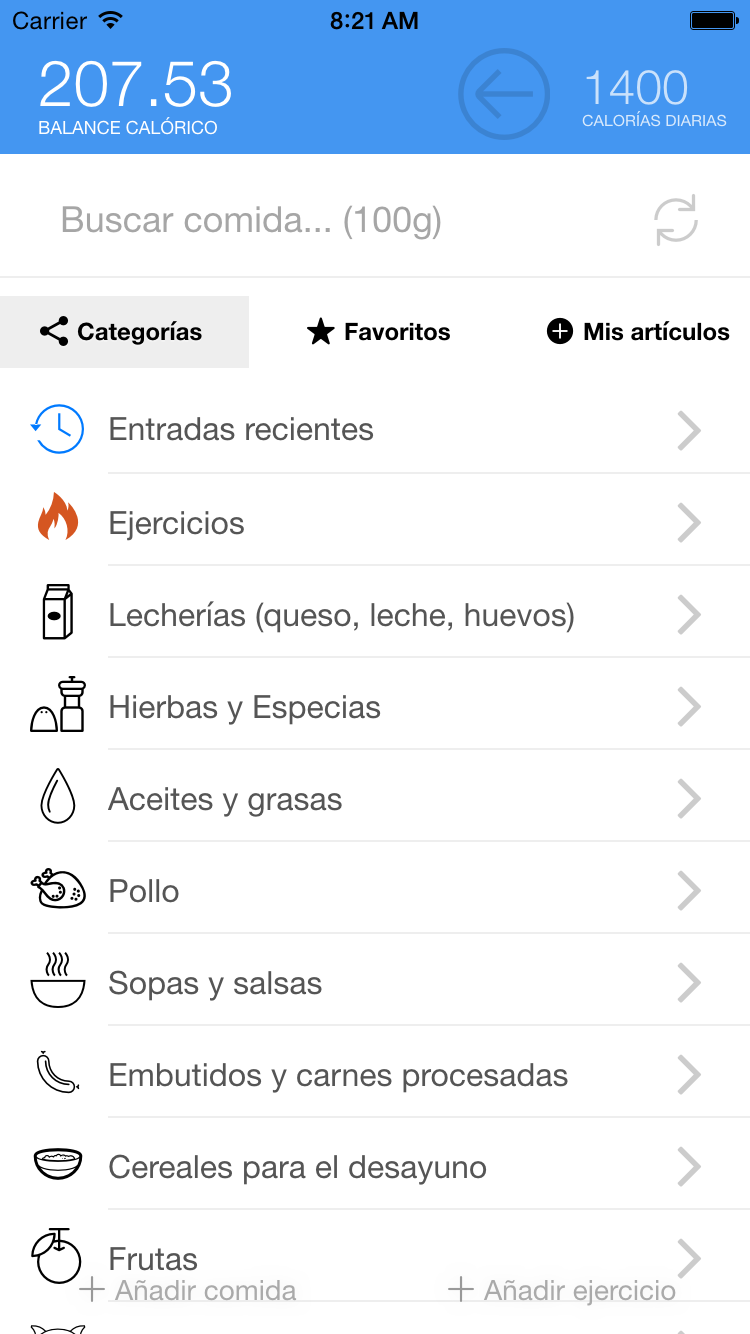 Carrier 8:21 AM
207.53 1400
BALANCE CALÓRICO CALORÍAS DIARIAS
Buscar comida... (100g)
Categorías Favoritos Mis artículos
Entradas recientes
Ejercicios
Lecherías (queso, leche, huevos)
Hierbas y Especias
Aceites y grasas
Pollo
Sopas y salsas
Embutidos y carnes procesadas
Cereales para el desayuno
Frutas
Añadir comida Añadir ejercicio